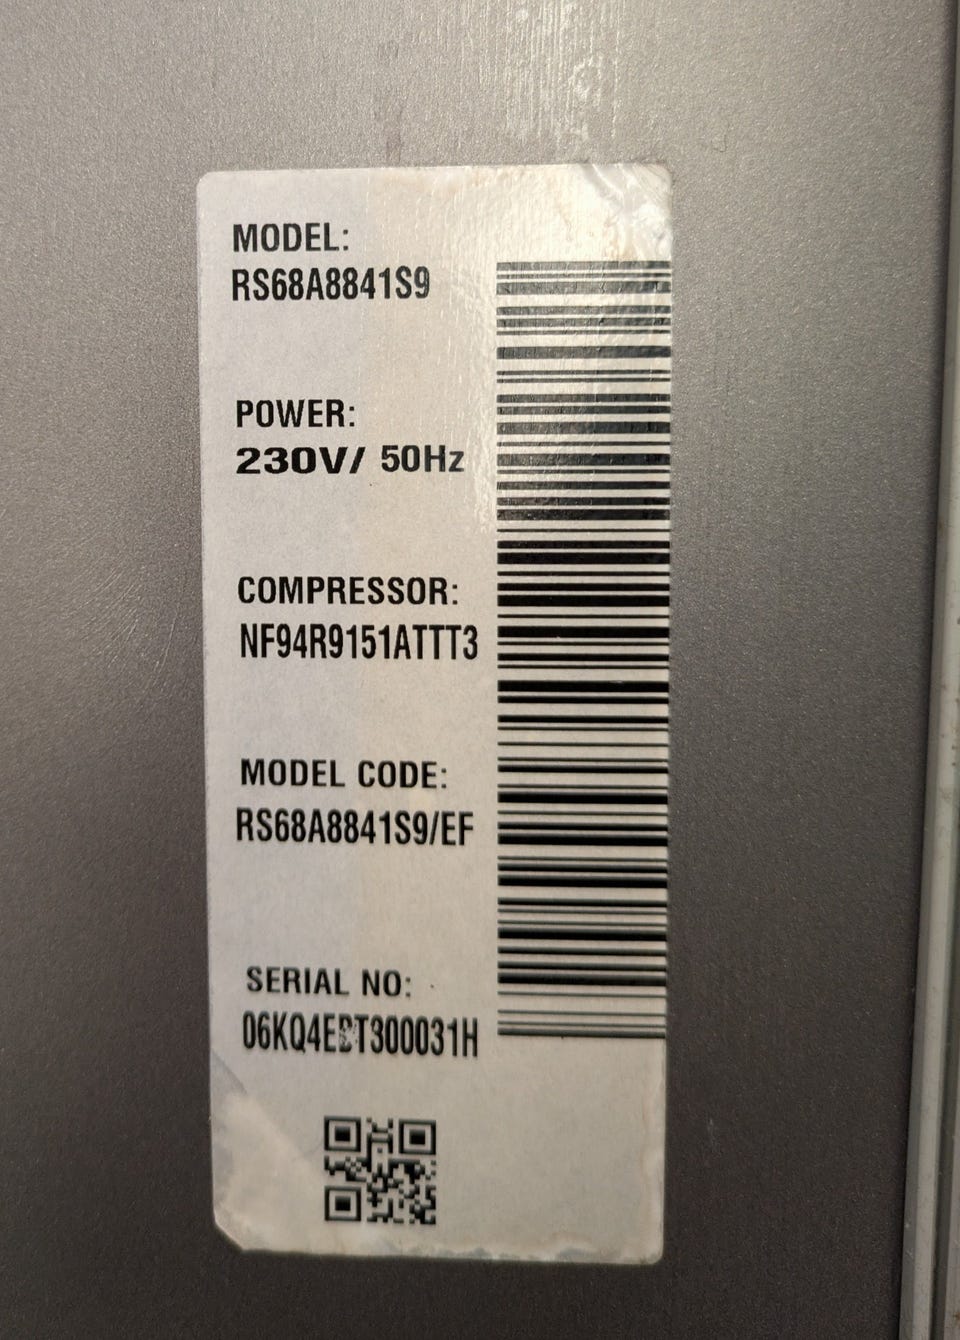 MODEL:
RS68A8841S9
POWER:
230V/ 50Hz
COMPRESSOR:
NF94R9151ATTT3
MODEL CODE:
RS68A8841S9/EF
SERIAL NO: